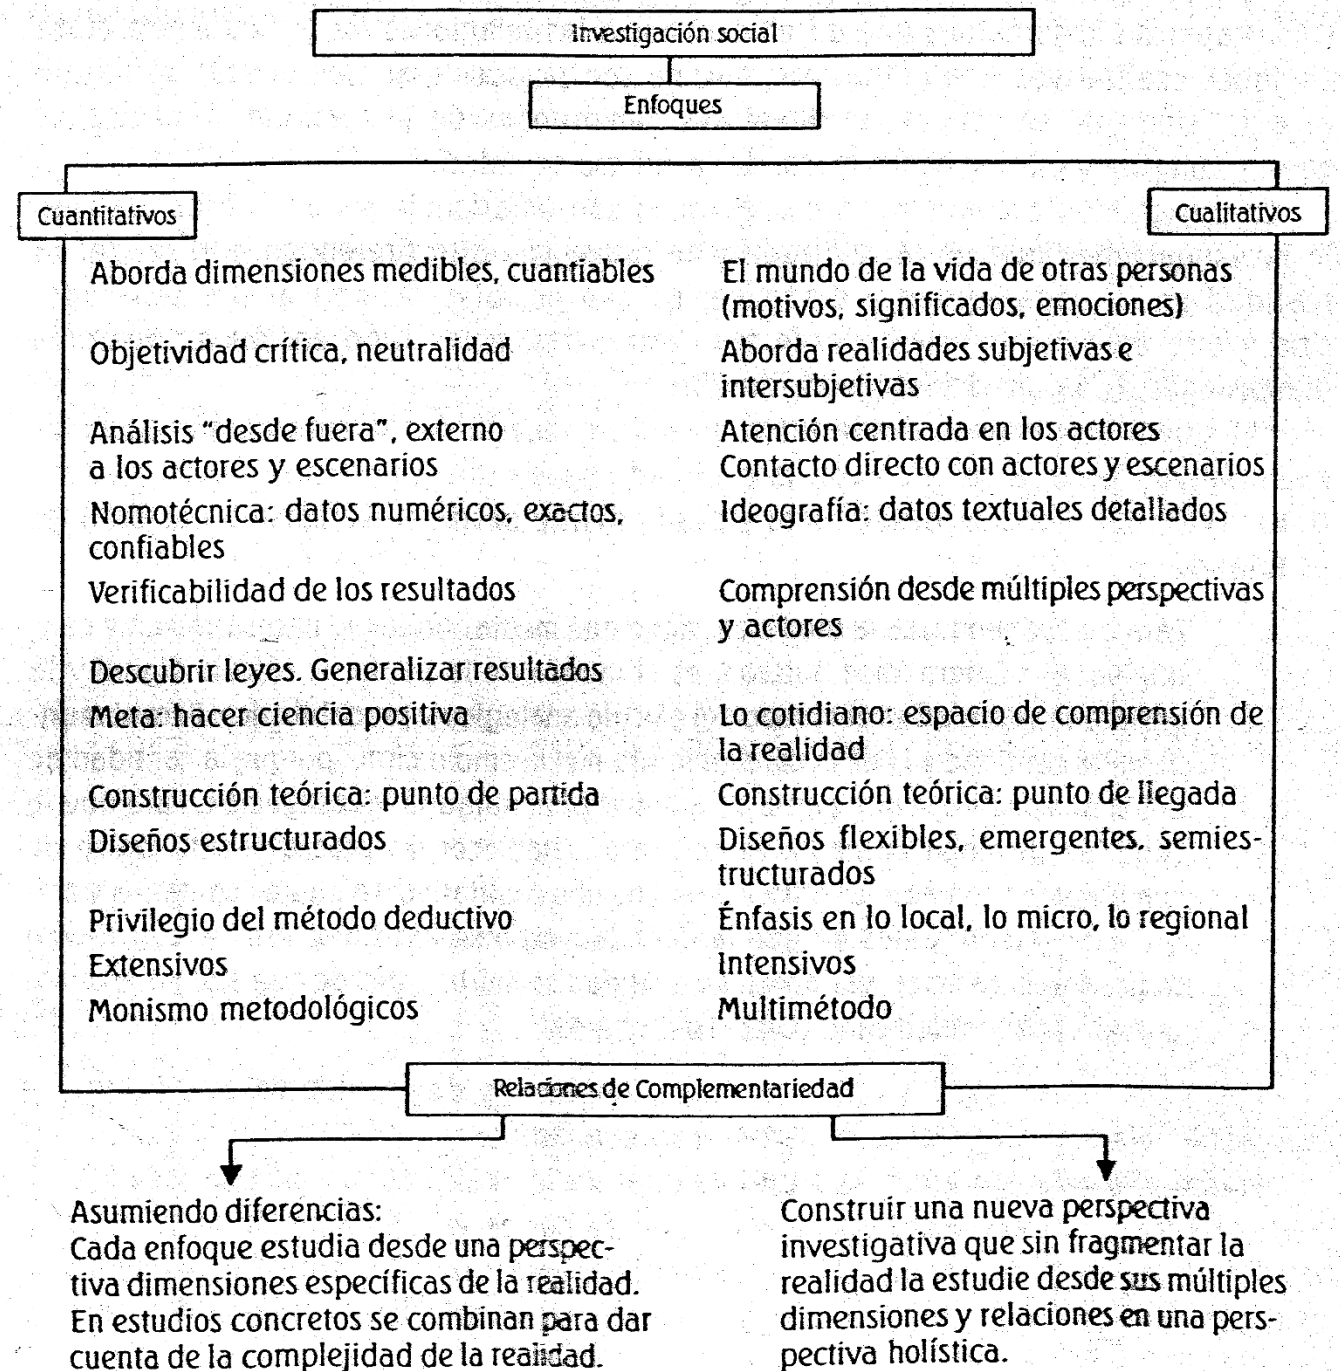 Investigación social
Enfoques
Cuantitativos
Cualitativos
Aborda dimensiones medibles, cuantiables
El mundo de la vida de otras personas
(motivos, significados, emociones)
Objetividad crítica, neutralidad
Aborda realidades subjetivas e
intersubjetivas
Análisis "desde fuera", externo
a los actores y escenarios
Atención centrada en los actores
Contacto directo con actores y escenarios
Nomotécnica: datos numéricos, exactos,
confiables
Ideografía: datos textuales detallados
Verificabilidad de los resultados
Comprensión desde múltiples perspectivas
y actores
Descubrir leyes. Generalizar resultados
Meta: hacer ciencia positiva
Lo cotidiano: espacio de comprensión de
la realidad
Construcción teórica: punto de partida
Construcción teórica: punto de llegada
Diseños estructurados
Diseños flexibles, emergentes, semies-
tructurados
Privilegio del método deductivo
Énfasis en lo local, lo micro, lo regional
Extensivos
Intensivos
Monismo metodológicos
Multimétodo
Relaciones de Complementariedad
Asumiendo diferencias:
Cada enfoque estudia desde una perspec-
tiva dimensiones específicas de la realidad.
En estudios concretos se combinan para dar
cuenta de la complejidad de la realidad.
Construir una nueva perspectiva
investigativa que sin fragmentar la
realidad la estudie desde sus múltiples
dimensiones y relaciones en una pers-
pectiva holística.